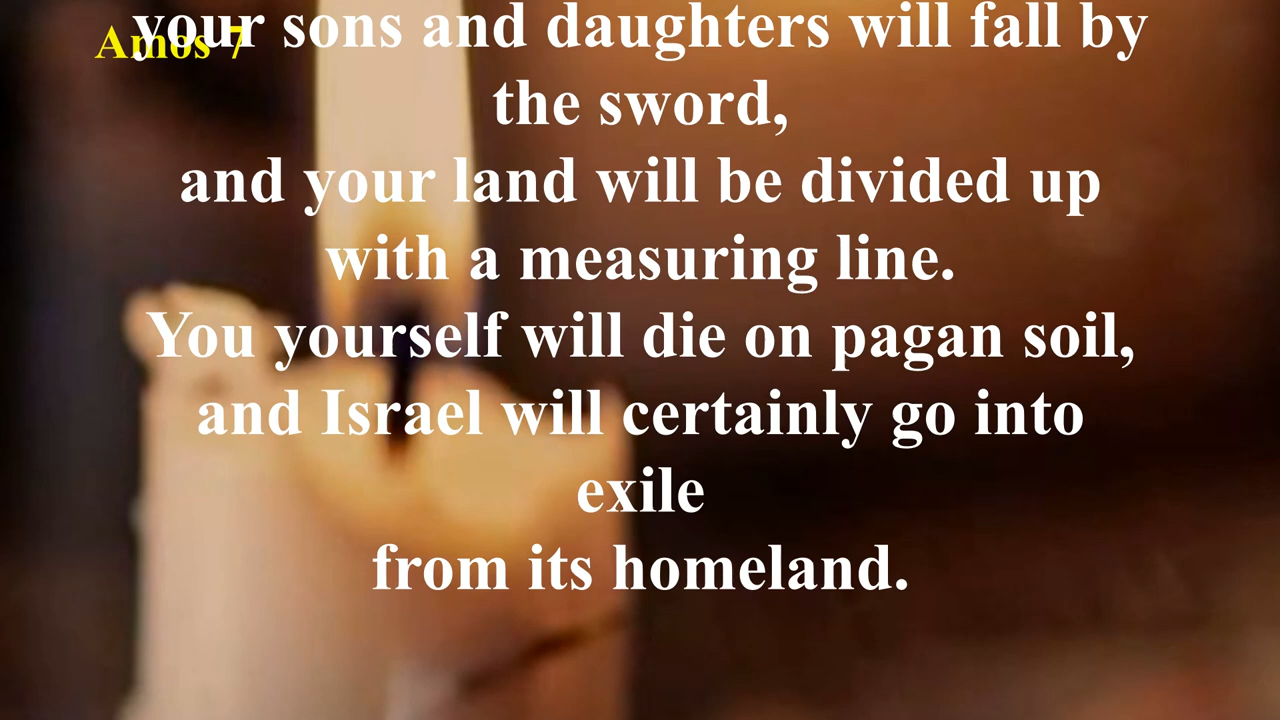 Amos 7
your sons and daughters will fall by
the sword,
and your land will be divided up
with a measuring line.
You yourself will die on pagan soil,
and Israel will certainly go into
exile
from its homeland.